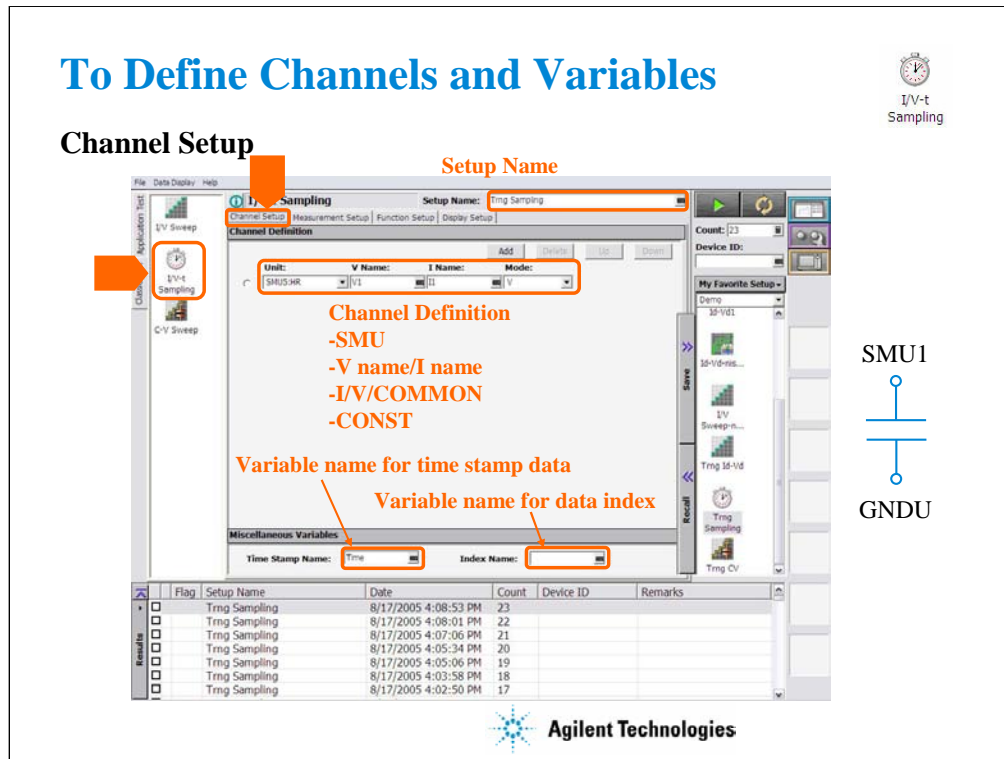 To Define Channels and Variables
I/V-t
Sampling
Channel Setup
Setup Name
File Data Display Help
Setup Name: Trng Sampling
Channel Setup Measurement Setup Function Setup Display Setup
Channel Definition
Add Delete Up Down
Unit: V Name: I Name: Mode:
SMU5:HR V1 I1 V
Channel Definition
-SMU
-V name/I name
-I/V/COMMON
-CONST
Variable name for time stamp data
Variable name for data index
Miscellaneous Variables
Time Stamp Name: Time Index Name:
Application Test
I/V Sweep
I/V-t
Sampling
C-V Sweep
Save
Recall
Count: 23
Device ID:
My Favorite Setup
Demo
Id-Vd1
Id-Vd-nis...
I/V
Sweep-n...
Trng Id-Vd
Trng
Sampling
Trng CV
SMU1
GNDU
Results
Flag Setup Name Date Count Device ID Remarks
Trng Sampling 8/17/2005 4:08:53 PM 23
Trng Sampling 8/17/2005 4:08:01 PM 22
Trng Sampling 8/17/2005 4:07:06 PM 21
Trng Sampling 8/17/2005 4:05:34 PM 20
Trng Sampling 8/17/2005 4:05:06 PM 19
Trng Sampling 8/17/2005 4:03:58 PM 18
Trng Sampling 8/17/2005 4:02:50 PM 17
Agilent Technologies